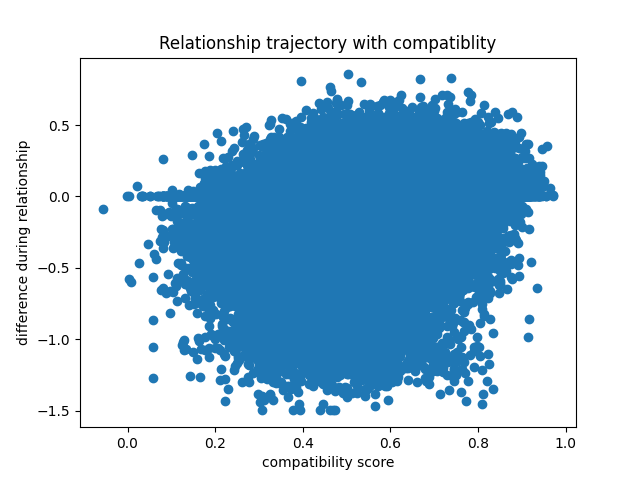 Relationship trajectory with compatiblity
difference during relationship
0.5
0.0
−0.5
−1.0
−1.5
0.0 0.2 0.4 0.6 0.8 1.0
compatibility score